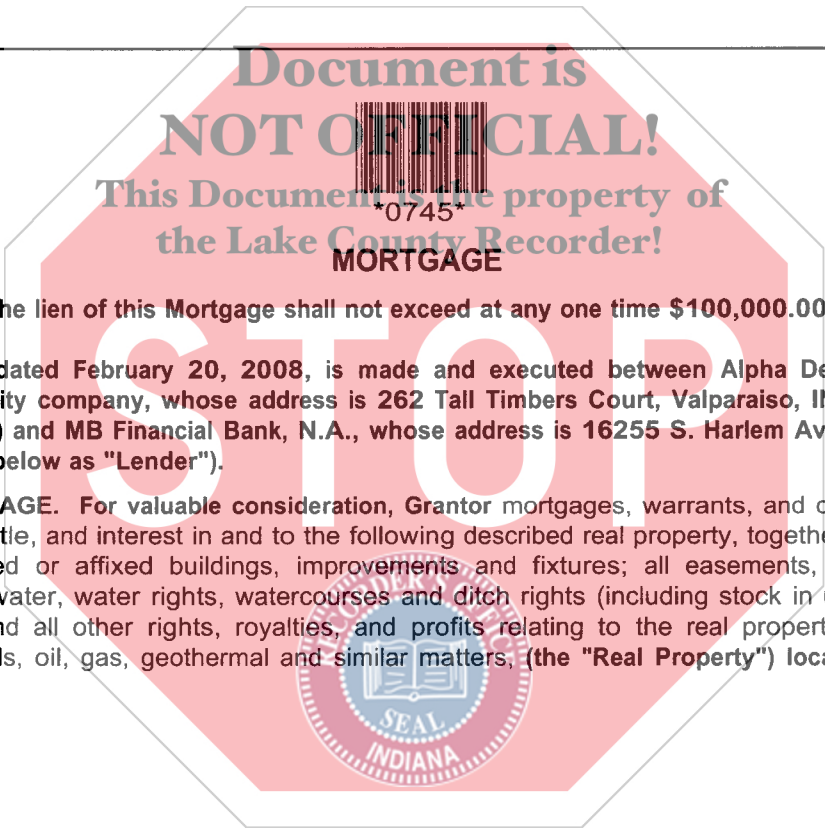 Document is
NOT OFFICIAL!
This Document is the property of
the Lake County Recorder!
*0745*
MORTGAGE
he lien of this Mortgage shall not exceed at any one time $100,000.00
dated February 20, 2008, is made and executed between Alpha De
ity company, whose address is 262 Tall Timbers Court, Valparaiso, IN
) and MB Financial Bank, N.A., whose address is 16255 S. Harlem Av
below as "Lender").
AGE. For valuable consideration, Grantor mortgages, warrants, and c
tle, and interest in and to the following described real property, togethe
ed or affixed buildings, improvements and fixtures; all easements,
vater, water rights, watercourses and ditch rights (including stock in
nd all other rights, royalties, and profits relating to the real propert
ls, oil, gas, geothermal and similar matters, (the "Real Property") loca
STOP
RECORDER'S OFFICE
SEAL
INDIANA